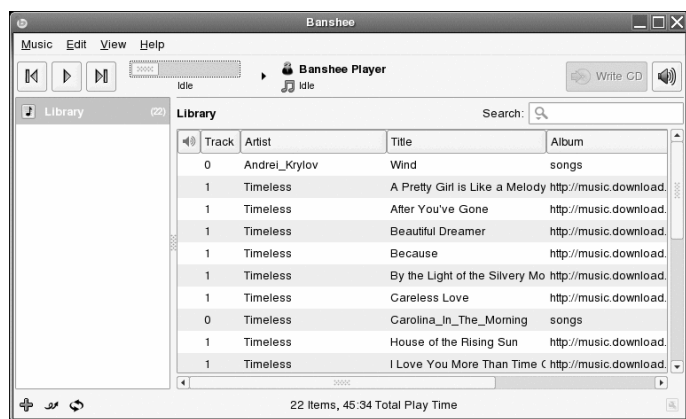 Banshee
Music Edit View Help
Idle
Banshee Player
Idle
Write CD
Library (22)
Library
Search:
Track Artist Title Album
0 Andrei_Krylov Wind songs
1 Timeless A Pretty Girl is Like a Melody http://music.download.
1 Timeless After You've Gone http://music.download.
1 Timeless Beautiful Dreamer http://music.download.
1 Timeless Because http://music.download.
1 Timeless By the Light of the Silvery Mo http://music.download.
1 Timeless Careless Love http://music.download.
0 Timeless Carolina_In_The_Morning songs
1 Timeless House of the Rising Sun http://music.download.
1 Timeless I Love You More Than Time ( http://music.download.
22 Items, 45:34 Total Play Time